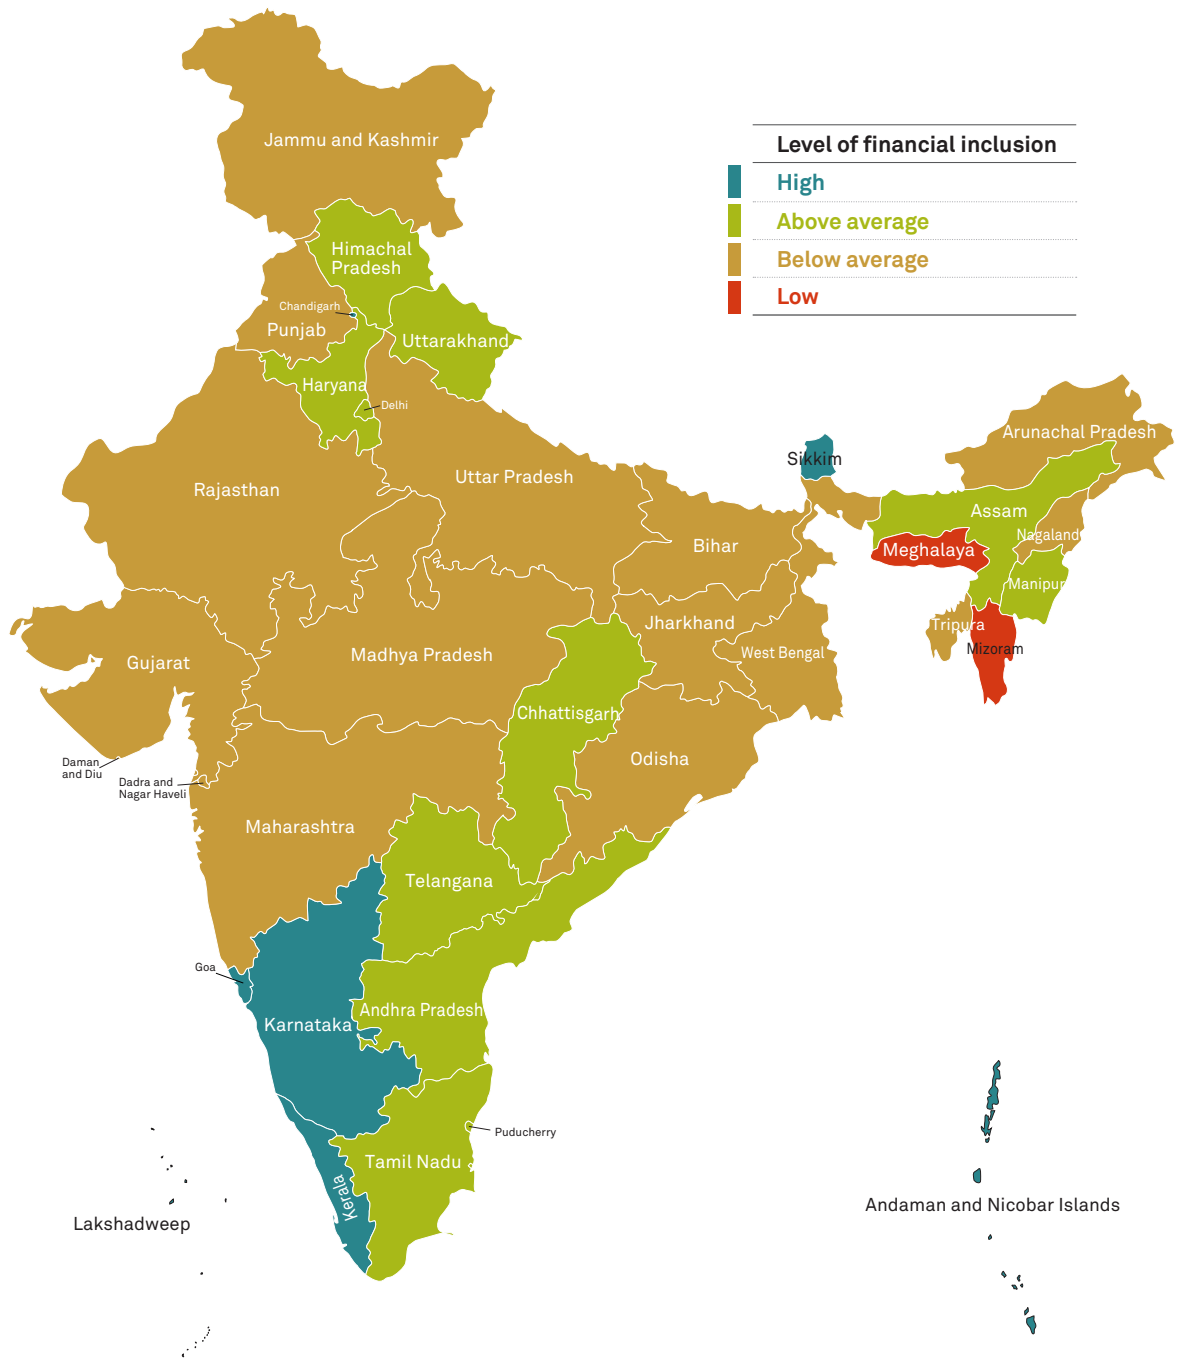 Jammu and Kashmir
Level of financial inclusion
High
Above average
Below average
Low
Himachal
Pradesh
Chandigarh
Punjab
Uttarakhand
Haryana
Delhi
Arunachal Pradesh
Sikkim
Uttar Pradesh
Rajasthan
Assam
Nagaland
Bihar
Meghalaya
Manipur
Jharkhand
Tripura
Mizoram
West Bengal
Madhya Pradesh
Gujarat
Chhattisgarh
Odisha
Daman
and Diu
Dadra and
Nagar Haveli
Maharashtra
Telangana
Goa
Andhra Pradesh
Karnataka
Puducherry
Tamil Nadu
Kerala
Andaman and Nicobar Islands
Lakshadweep